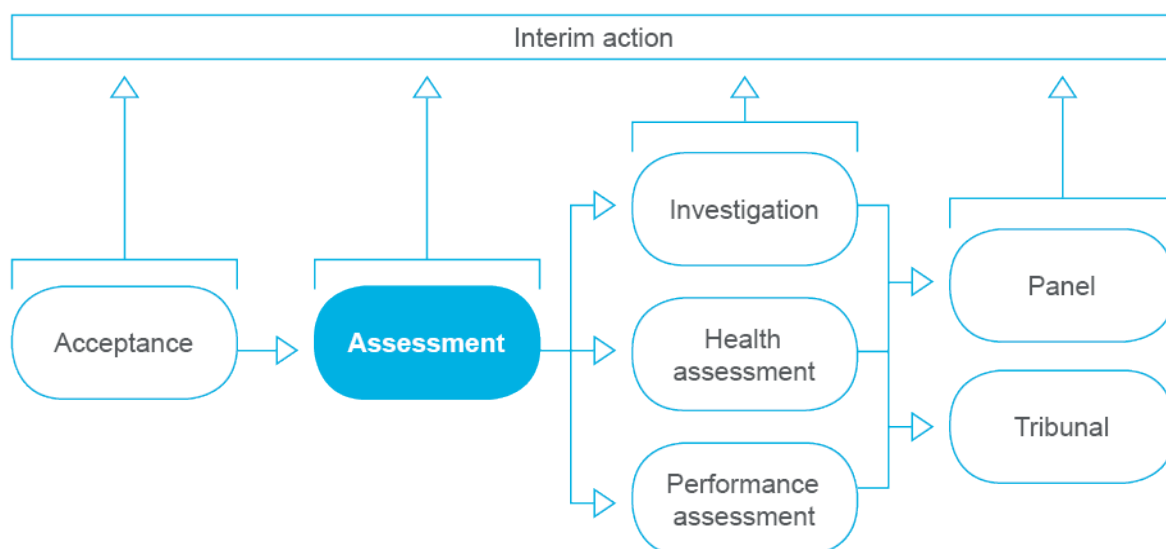 Interim action
Acceptance
Assessment
Investigation
Health
assessment
Performance
assessment
Panel
Tribunal